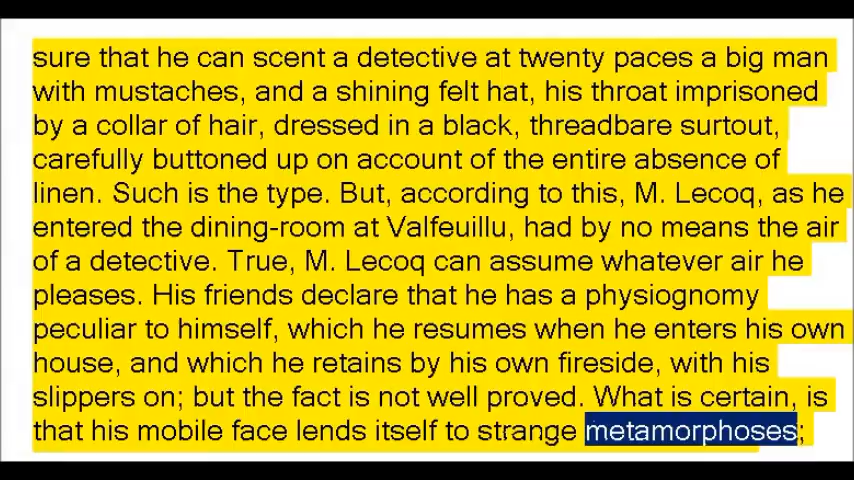 sure that he can scent a detective at twenty paces a big man
with mustaches, and a shining felt hat, his throat imprisoned
by a collar of hair, dressed in a black, threadbare surtout,
carefully buttoned up on account of the entire absence of
linen. Such is the type. But, according to this, M. Lecoq, as he
entered the dining-room at Valfeuillu, had by no means the air
of a detective. True, M. Lecoq can assume whatever air he
pleases. His friends declare that he has a physiognomy
peculiar to himself, which he resumes when he enters his own
house, and which he retains by his own fireside, with his
slippers on; but the fact is not well proved. What is certain, is
that his mobile face lends itself to strange metamorphoses;